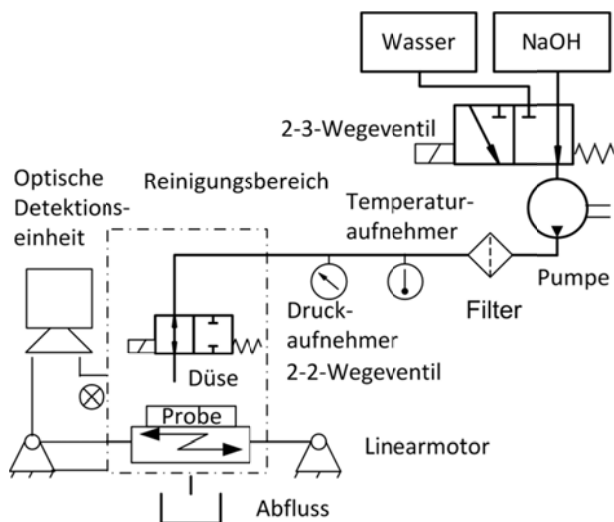 Wasser
NaOH
2-3-Wegeventil
Optische
Detektions-
einheit
Reinigungsbereich
Temperatur-
aufnehmer
Pumpe
Filter
Druck-
aufnehmer
2-2-Wegeventil
Düse
Probe
Linearmotor
Abfluss